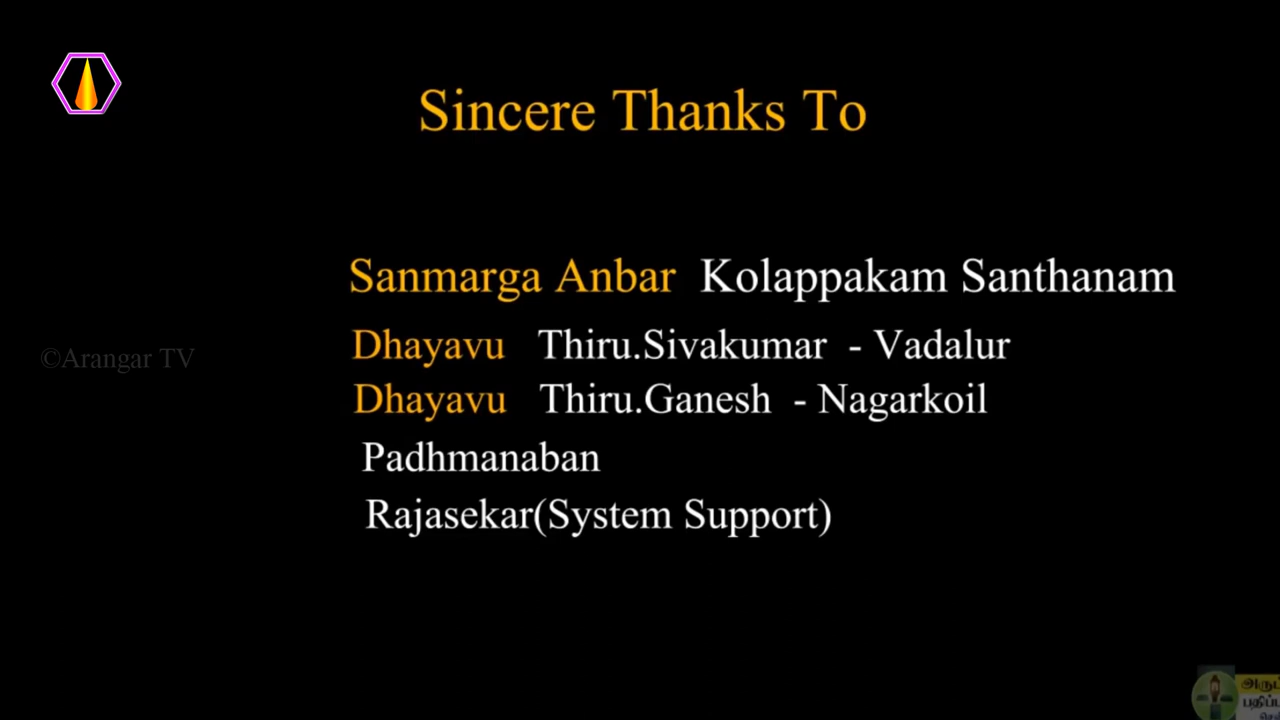 Sincere Thanks To
Sanmarga Anbar Kolappakam Santhanam
Dhayavu Thiru.Sivakumar - Vadalur
©Arangar TV
Dhayavu Thiru.Ganesh - Nagarkoil
Padhmanaban
Rajasekar(System Support)